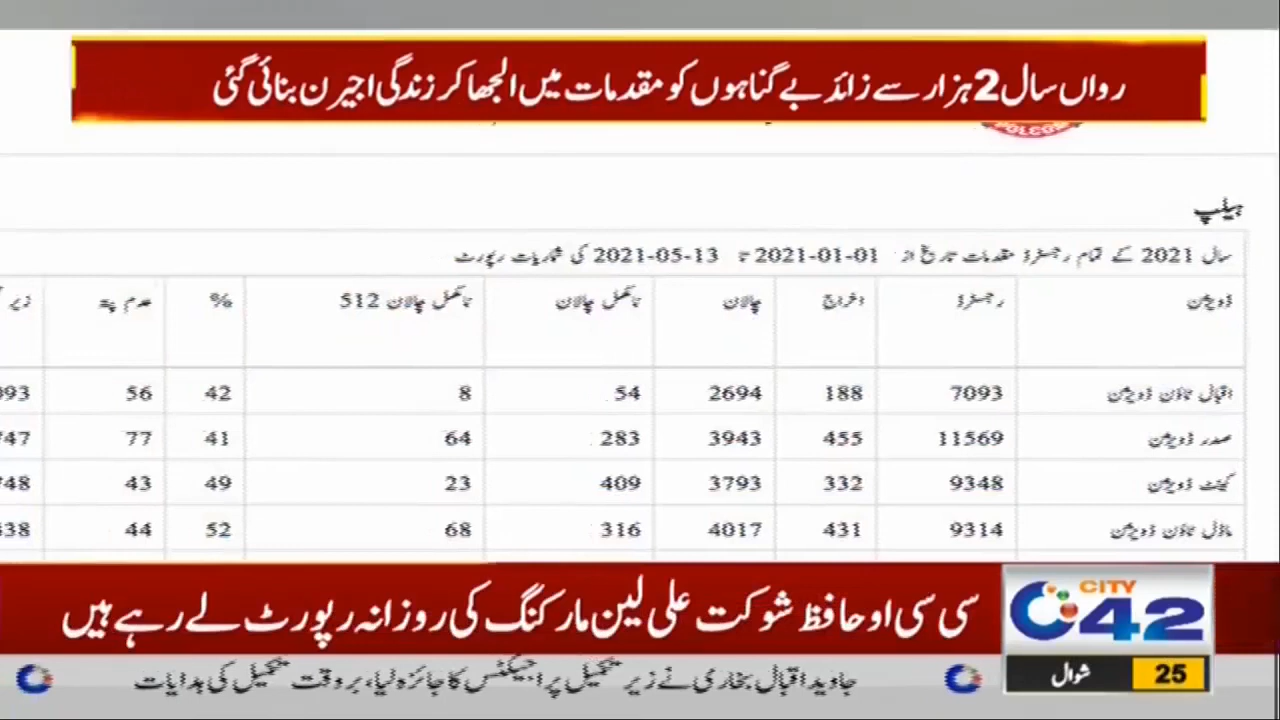 رواں سال 2 ہزار سے زائد بے گناہوں کو مقدمات میں الجھا کر زندگی اجیرن بنائی گئی
ہیلپ
سال 2021 کے تمام رجسٹرڈ مقدمات تاریخ از 2021-01-01 تا 2021-05-13 کی شماریات رپورٹ
ڈویژن رجسٹرڈ اخراج چالان نامکمل چالان نامکمل چالان 512 % عدم پتہ زیر
اقبال ٹاؤن ڈویژن 7093 188 2694 54 8 42 56
صدر ڈویژن 11569 455 3943 283 64 41 77
کینٹ ڈویژن 9348 332 3793 409 23 49 43
ماڈل ٹاؤن ڈویژن 9314 431 4017 316 68 52 44
سی سی او حافظ شوکت علی لین مارکنگ کی روزانہ رپورٹ لے رہے ہیں
CITY
42
جاوید اقبال بخاری نے زیر تکمیل پراجیکٹس کا جائزہ لیا، بروقت تکمیل کی ہدایات
25 شوال